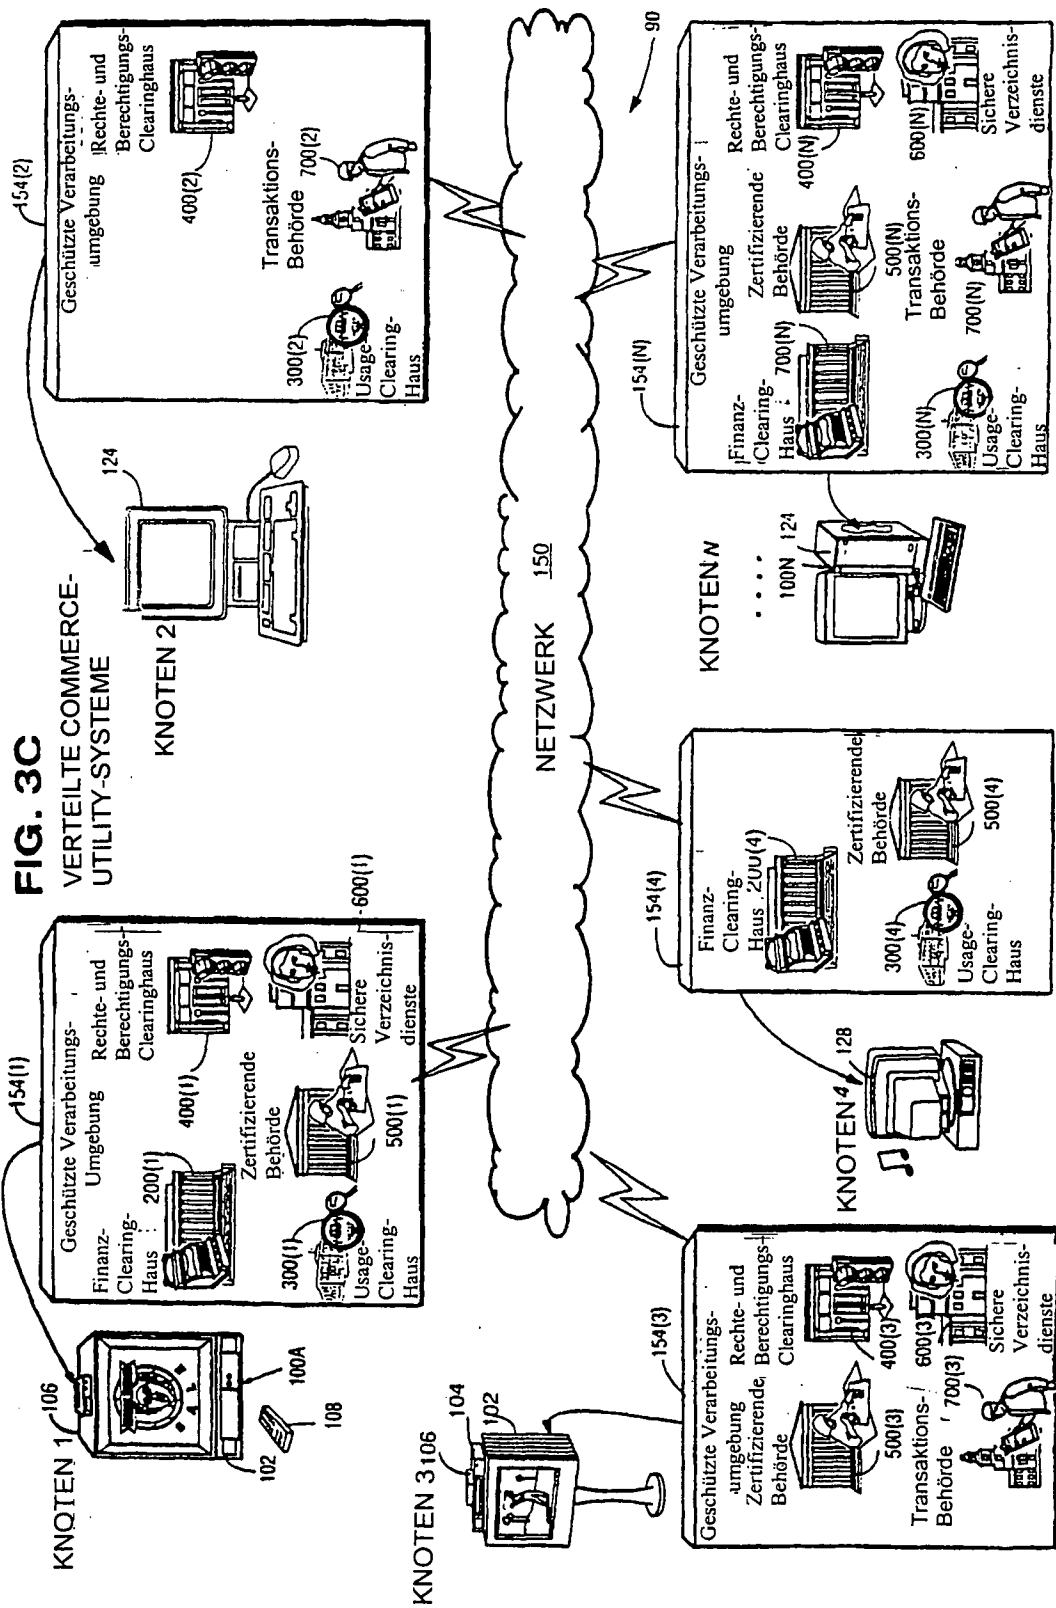 FIG. 3C
VERTEILTE COMMERCE-
UTILITY-SYSTEME
KNOTEN 1
106
102
100A
108
154(1)
Geschützte Verarbeitungs-
Umgebung
Finanz-
Clearing-
Haus
200(1)
Rechte- und
Berechtigungs-
Clearinghaus
400(1)
Zertifizierende
Behörde
500(1)
300(1)
Usage-
Clearing-
Haus
Sichere
Verzeichnis-
dienste
600(1)
KNOTEN 2
124
154(2)
Geschützte Verarbeitungs-
umgebung
Rechte- und
Berechtigungs-
Clearinghaus
400(2)
Transaktions-
Behörde
700(2)
300(2)
Usage-
Clearing-
Haus
NETZWERK
150
90
KNOTEN 3
106
104
102
154(3)
Geschützte Verarbeitungs-
umgebung
Zertifizierende
Behörde
500(3)
Rechte- und
Berechtigungs-
Clearinghaus
400(3)
Transaktions-
Behörde
700(3)
600(3)
Sichere
Verzeichnis-
dienste
KNOTEN 4
128
154(4)
Finanz-
Clearing-
Haus
200(4)
Zertifizierende
Behörde
500(4)
300(4)
Usage-
Clearing-
Haus
KNOTEN N
. . . .
100N
124
154(N)
Geschützte Verarbeitungs-
umgebung
Finanz-
Clearing-
Haus
700(N)
Zertifizierende
Behörde
500(N)
Rechte- und
Berechtigungs-
Clearinghaus
400(N)
300(N)
Usage-
Clearing-
Haus
Transaktions-
Behörde
700(N)
600(N)
Sichere
Verzeichnis-
dienste